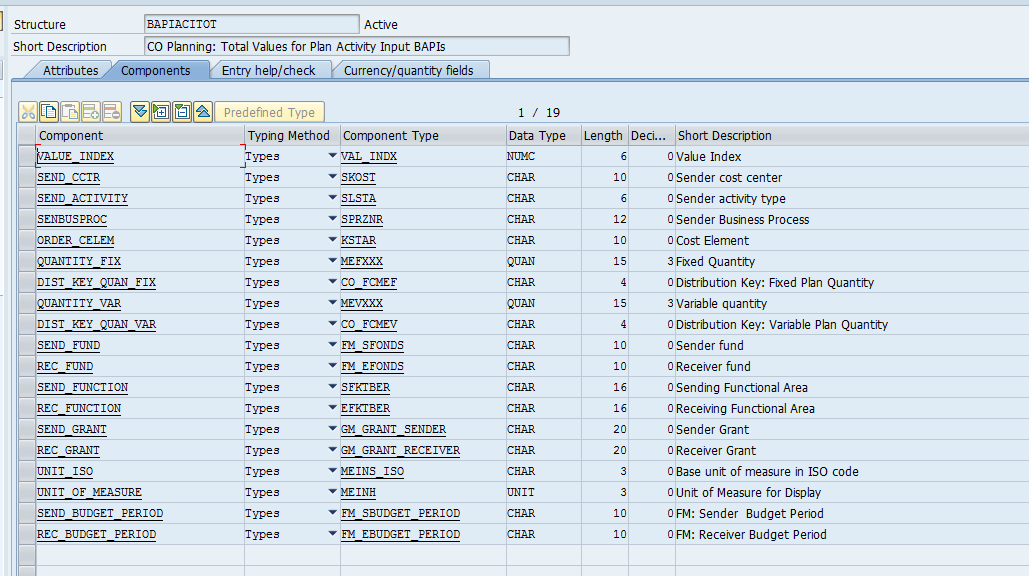 Structure BAPIACITOT Active
Short Description CO Planning: Total Values for Plan Activity Input BAPIs
Attributes Components Entry help/check Currency/quantity fields
Predefined Type 1 / 19
Component Typing Method Component Type Data Type Length Deci... Short Description
VALUE_INDEX Types VAL_INDX NUMC 6 0 Value Index
SEND_CCTR Types SKOST CHAR 10 0 Sender cost center
SEND_ACTIVITY Types SLSTA CHAR 6 0 Sender activity type
SENBUSPROC Types SPRZNR CHAR 12 0 Sender Business Process
ORDER_CELEM Types KSTAR CHAR 10 0 Cost Element
QUANTITY_FIX Types MEFXXX QUAN 15 3 Fixed Quantity
DIST_KEY_QUAN_FIX Types CO_FCMEF CHAR 4 0 Distribution Key: Fixed Plan Quantity
QUANTITY_VAR Types MEVXXX QUAN 15 3 Variable quantity
DIST_KEY_QUAN_VAR Types CO_FCMEV CHAR 4 0 Distribution Key: Variable Plan Quantity
SEND_FUND Types FM_SFONDS CHAR 10 0 Sender fund
REC_FUND Types FM_EFONDS CHAR 10 0 Receiver fund
SEND_FUNCTION Types SFKTBER CHAR 16 0 Sending Functional Area
REC_FUNCTION Types EFKTBER CHAR 16 0 Receiving Functional Area
SEND_GRANT Types GM_GRANT_SENDER CHAR 20 0 Sender Grant
REC_GRANT Types GM_GRANT_RECEIVER CHAR 20 0 Receiver Grant
UNIT_ISO Types MEINS_ISO CHAR 3 0 Base unit of measure in ISO code
UNIT_OF_MEASURE Types MEINH UNIT 3 0 Unit of Measure for Display
SEND_BUDGET_PERIOD Types FM_SBUDGET_PERIOD CHAR 10 0 FM: Sender  Budget Period
REC_BUDGET_PERIOD Types FM_EBUDGET_PERIOD CHAR 10 0 FM: Receiver Budget Period